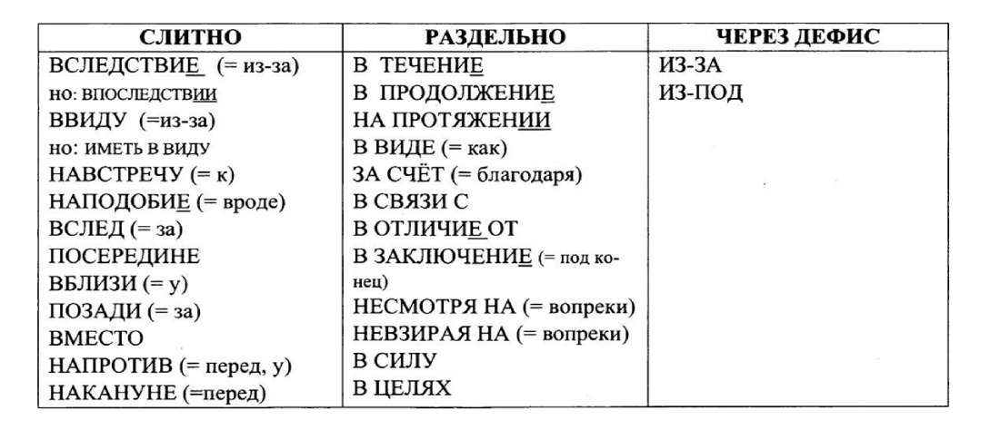 СЛИТНО РАЗДЕЛЬНО ЧЕРЕЗ ДЕФИС
ВСЛЕДСТВИЕ (= из-за) В ТЕЧЕНИЕ ИЗ-ЗА
но: ВПОСЛЕДСТВИИ В ПРОДОЛЖЕНИЕ ИЗ-ПОД
ВВИДУ (=из-за) НА ПРОТЯЖЕНИИ
но: ИМЕТЬ В ВИДУ В ВИДЕ (= как)
НАВСТРЕЧУ (= к) ЗА СЧЁТ (= благодаря)
НАПОДОБИЕ (= вроде) В СВЯЗИ С
ВСЛЕД (= за) В ОТЛИЧИЕ ОТ
ПОСЕРЕДИНЕ В ЗАКЛЮЧЕНИЕ (= под ко-
ВБЛИЗИ (= у) нец)
ПОЗАДИ (= за) НЕСМОТРЯ НА (= вопреки)
ВМЕСТО НЕВЗИРАЯ НА (= вопреки)
НАПРОТИВ (= перед, у) В СИЛУ
НАКАНУНЕ (=перед) В ЦЕЛЯХ